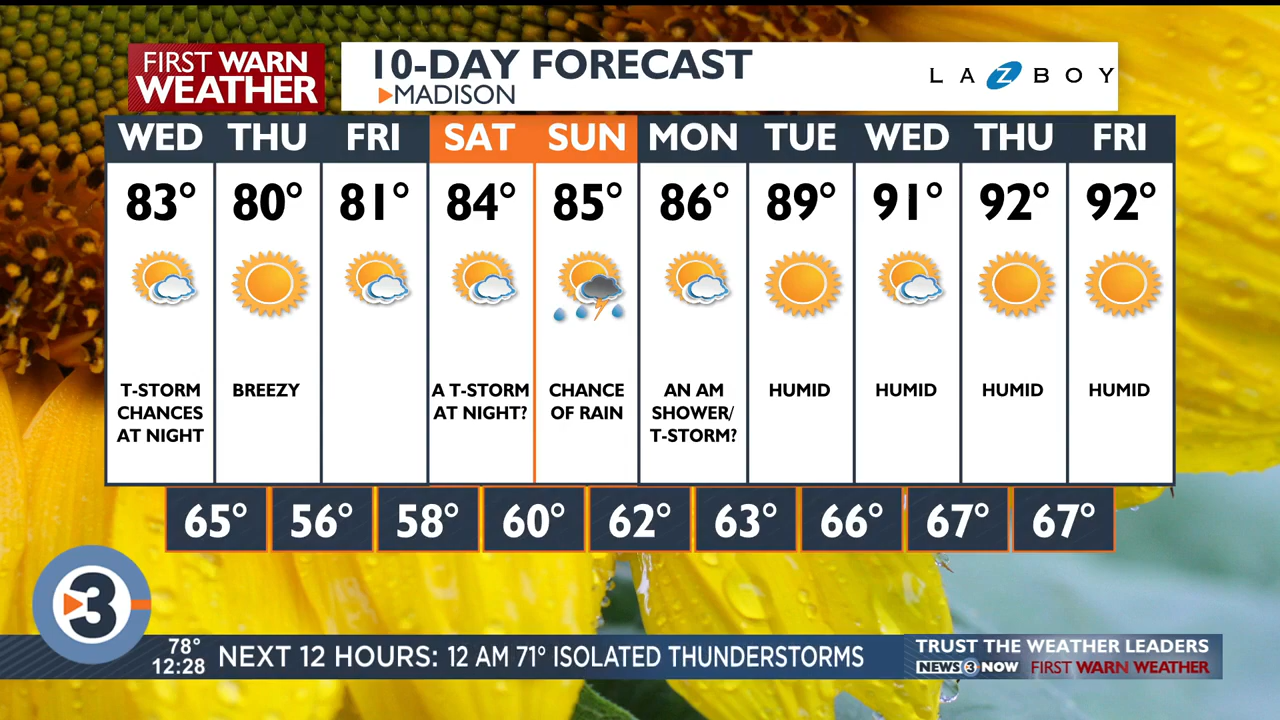 FIRST WARN
WEATHER
10-DAY FORECAST
MADISON
LA Z BOY
WED THU FRI SAT SUN MON TUE WED THU FRI
83° 80° 81° 84° 85° 86° 89° 91° 92° 92°
T-STORM
CHANCES
AT NIGHT
BREEZY
A T-STORM
AT NIGHT?
CHANCE
OF RAIN
AN AM
SHOWER/
T-STORM?
HUMID
HUMID
HUMID
HUMID
65° 56° 58° 60° 62° 63° 66° 67° 67°
3
78°
12:28
NEXT 12 HOURS: 12 AM 71° ISOLATED THUNDERSTORMS
TRUST THE WEATHER LEADERS
NEWS 3 NOW FIRST WARN WEATHER